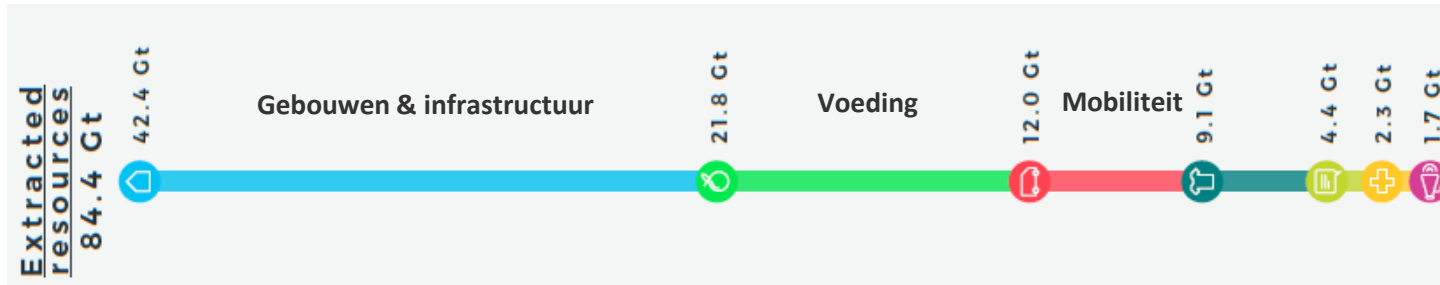 Extracted
resources
84.4 Gt
42.4 Gt
Gebouwen & infrastructuur
21.8 Gt
Voeding
12.0 Gt
Mobiliteit
9.1 Gt
4.4 Gt
2.3 Gt
1.7 Gt